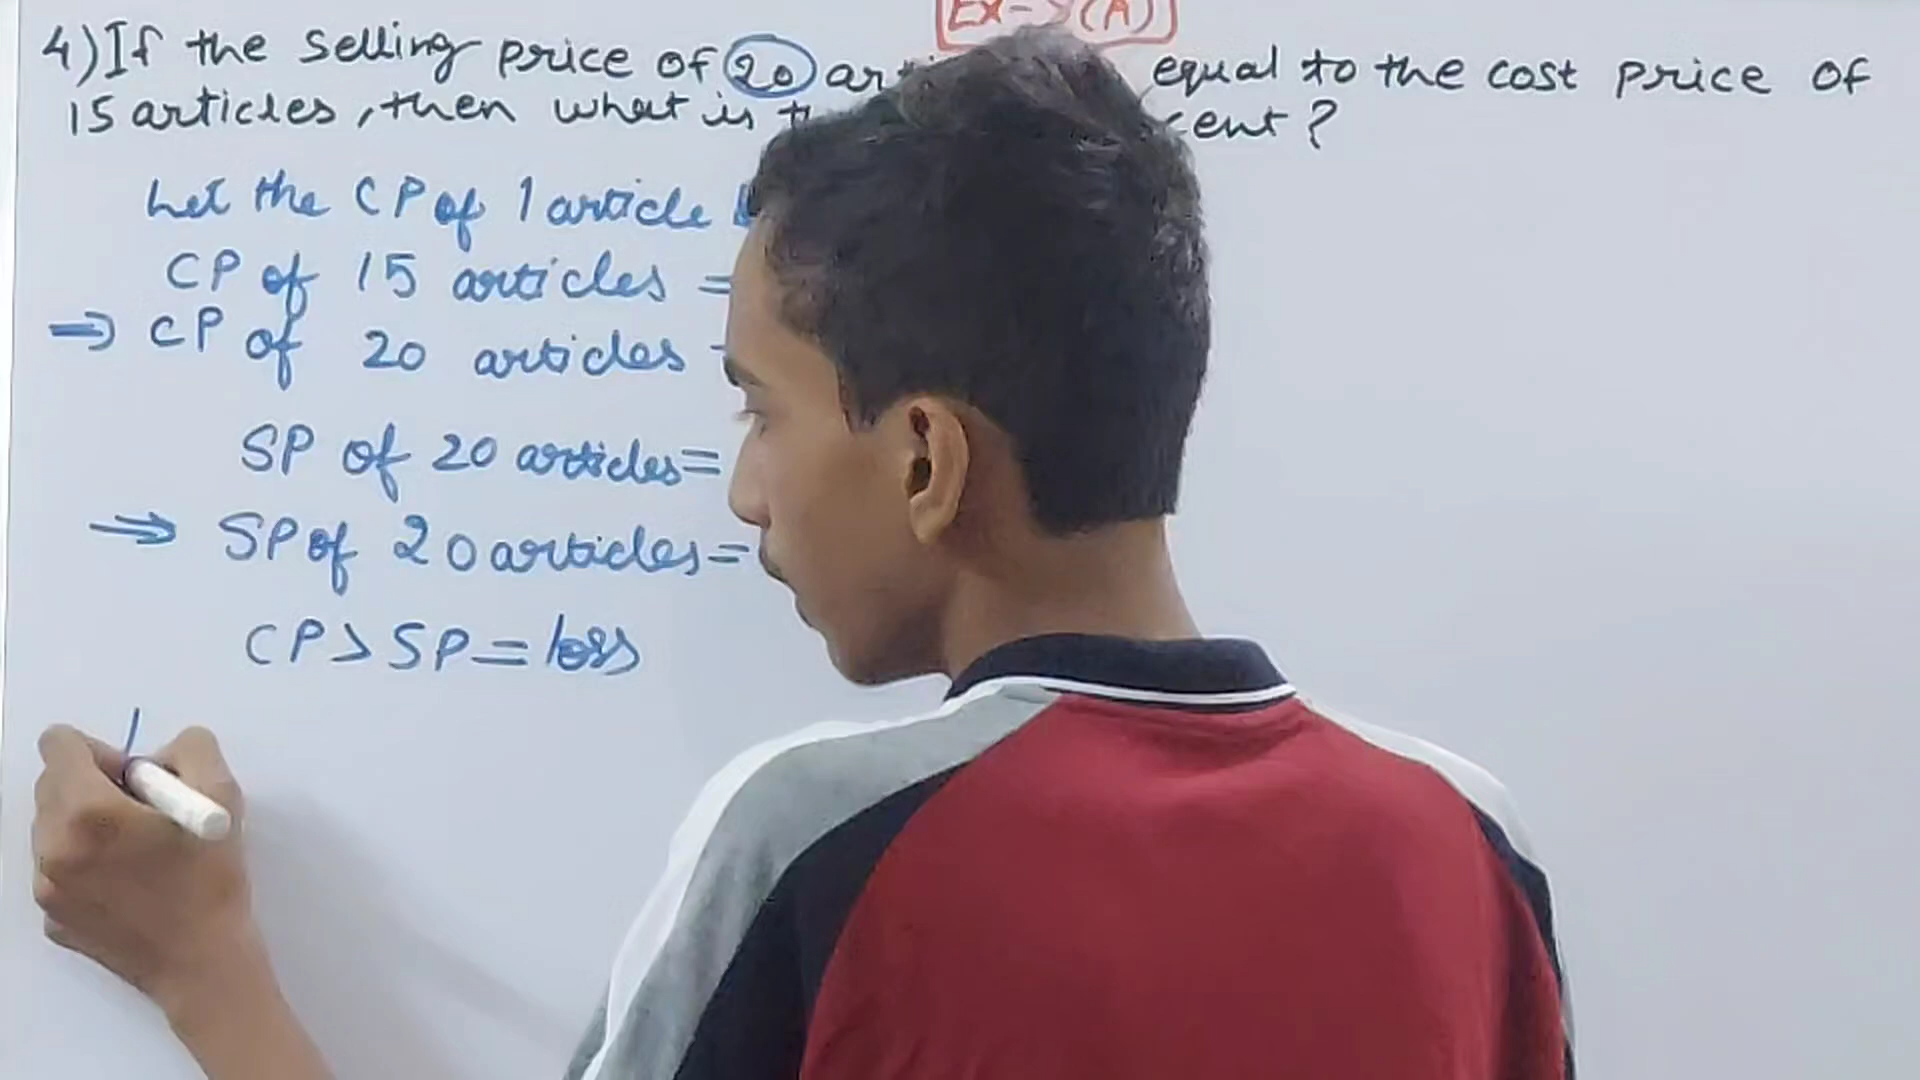 Ex-  (A)
4) If the selling price of 20 equal to the cost price of
15 articles, then what is ?
Let the CP of 1 article
CP of 15 articles =
⇒ CP of 20 articles
SP of 20 articles =
⇒ SP of 20 articles =
CP > SP = loss